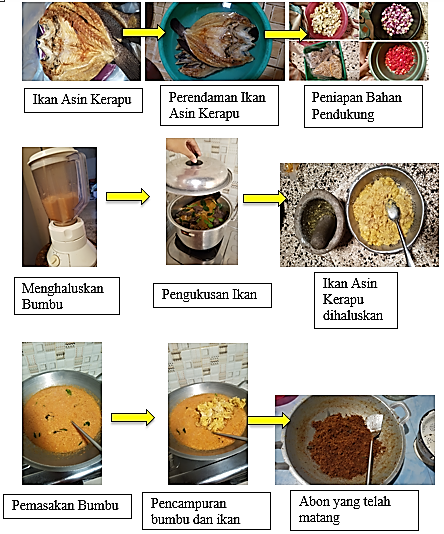 Ikan Asin Kerapu
Perendaman Ikan
Asin Kerapu
Peniapan Bahan
Pendukung
Menghaluskan
Bumbu
Pengukusan Ikan
Ikan Asin
Kerapu
dihaluskan
Pemasakan Bumbu
Pencampuran
bumbu dan ikan
Abon yang telah
matang